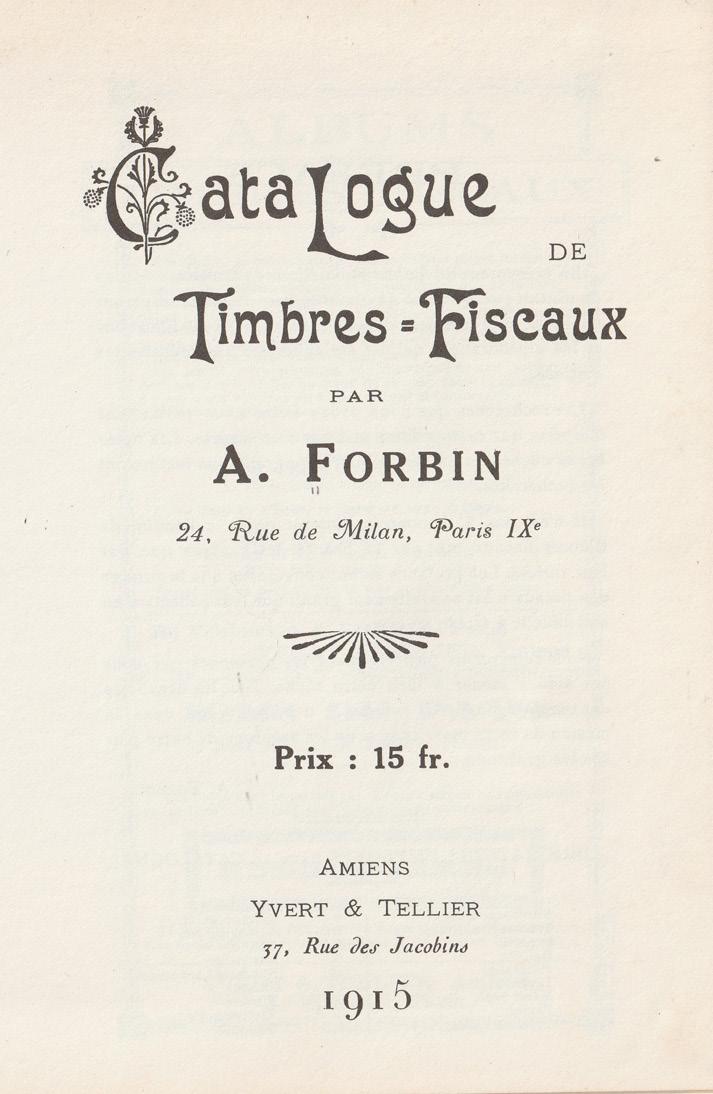 Catalogue
DE
Timbres=Fiscaux
PAR
A. FORBIN
24, Rue de Milan, Paris IXe
Prix : 15 fr.
AMIENS
YVERT & TELLIER
37, Rue des Jacobins
1915